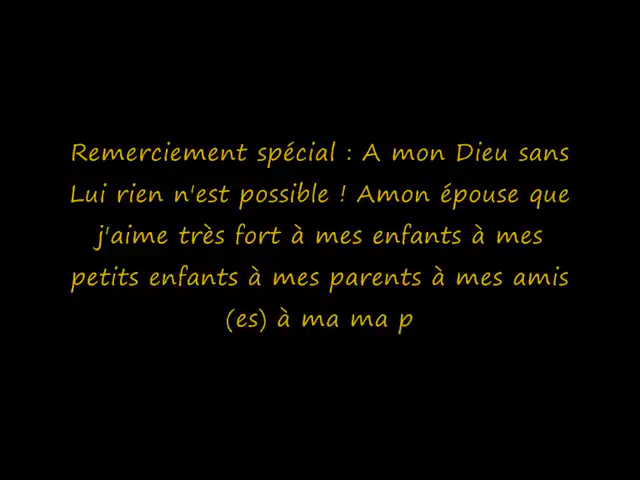 Remerciement spécial : A mon Dieu sans
Lui rien n'est possible ! Amon épouse que
j'aime très fort à mes enfants à mes
petits enfants à mes parents à mes amis
(es) à ma ma p